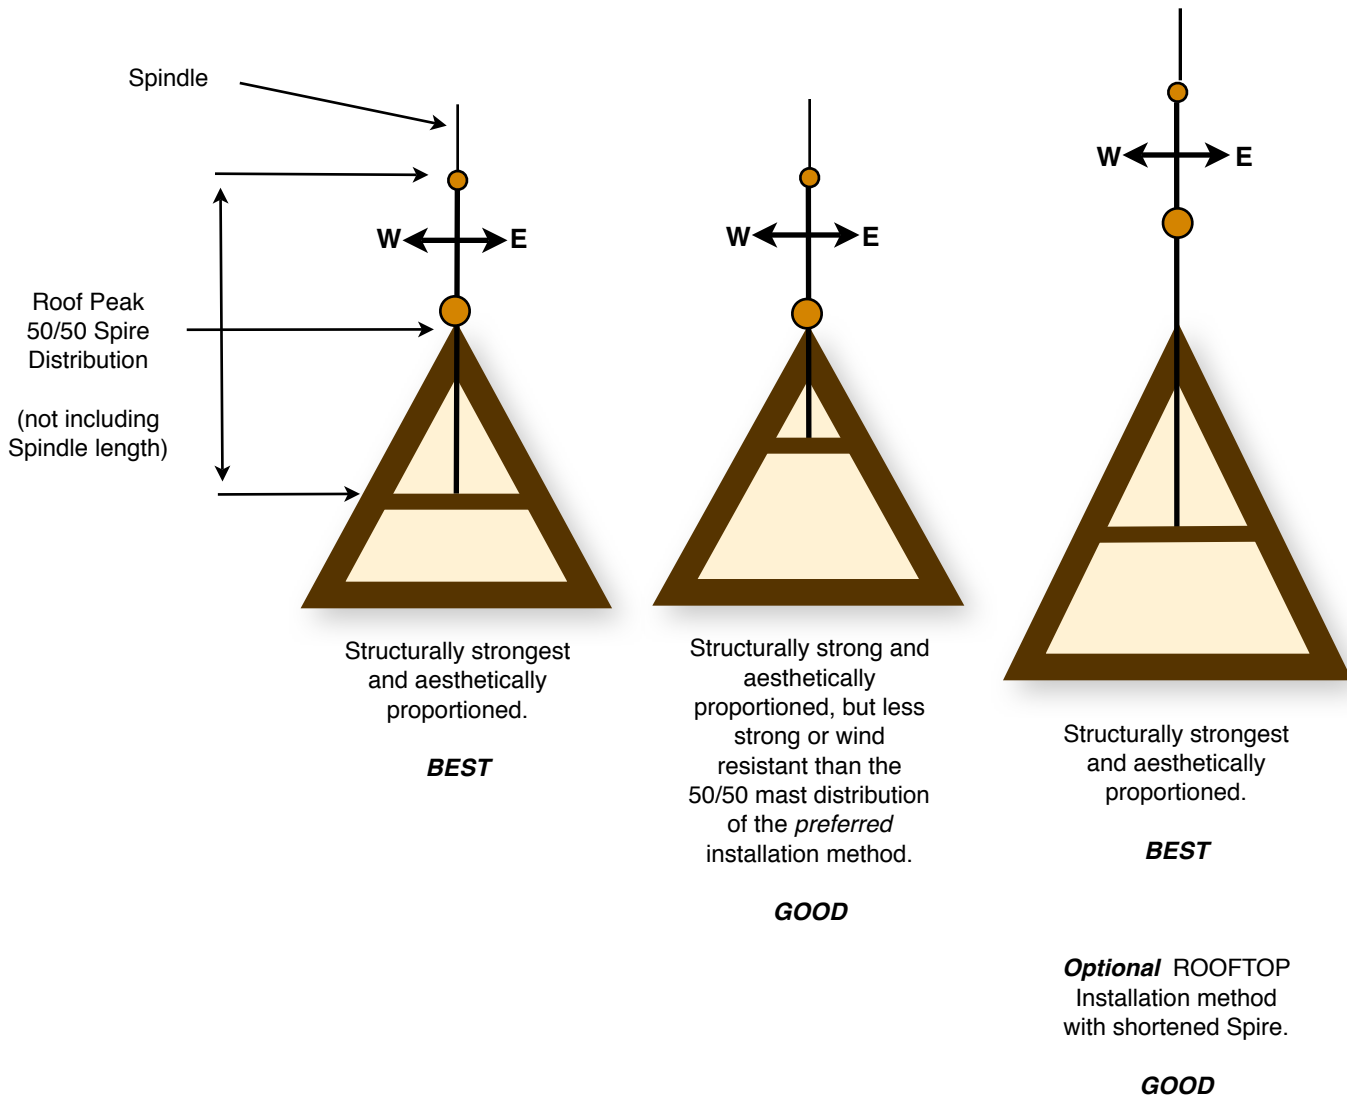 Spindle
W
E
W
E
W
E
Roof Peak
50/50 Spire
Distribution
(not including
Spindle length)
Structurally strongest
and aesthetically
proportioned.
BEST
Structurally strong and
aesthetically
proportioned, but less
strong or wind
resistant than the
50/50 mast distribution
of the preferred
installation method.
GOOD
Structurally strongest
and aesthetically
proportioned.
BEST
Optional ROOFTOP
Installation method
with shortened Spire.
GOOD